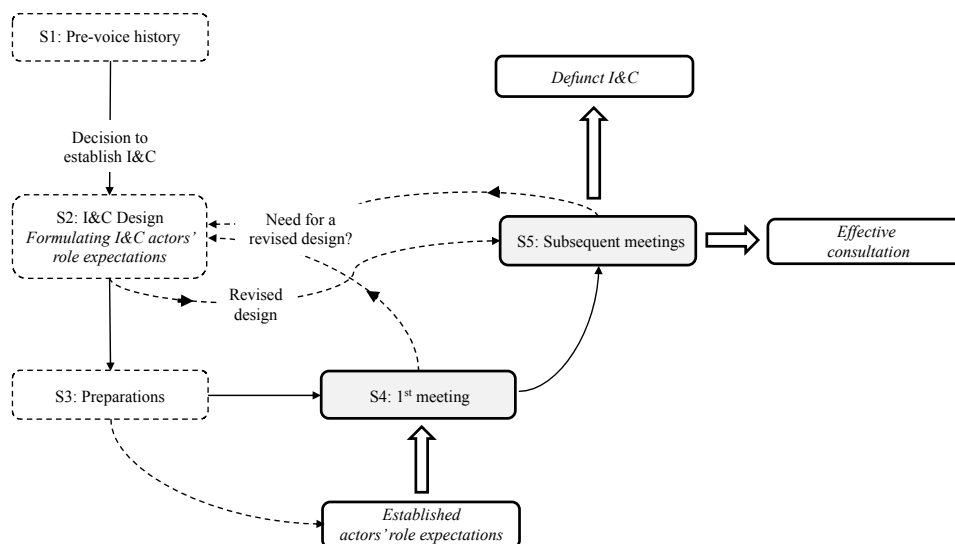 S1: Pre-voice history
Defunct I&C
Decision to
establish I&C
S2: I&C Design
Formulating I&C actors’
role expectations
Need for a
revised design?
S5: Subsequent meetings
Effective
consultation
Revised
design
S3: Preparations
S4: 1st meeting
Established
actors’ role expectations